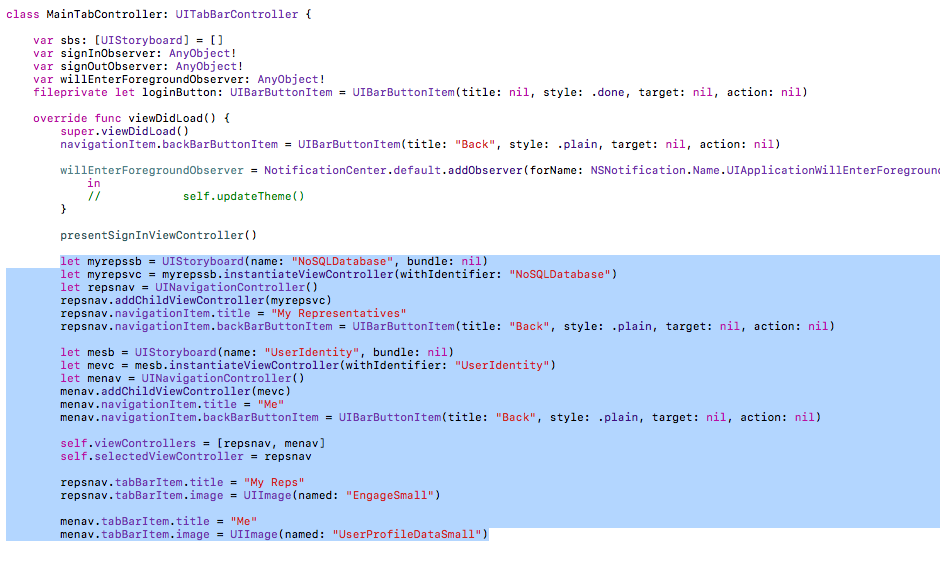 class MainTabController: UITabBarController {
var sbs: [UIStoryboard] = []
var signInObserver: AnyObject!
var signOutObserver: AnyObject!
var willEnterForegroundObserver: AnyObject!
fileprivate let loginButton: UIBarButtonItem = UIBarButtonItem(title: nil, style: .done, target: nil, action: nil)
override func viewDidLoad() {
super.viewDidLoad()
navigationItem.backBarButtonItem = UIBarButtonItem(title: "Back", style: .plain, target: nil, action: nil)
willEnterForegroundObserver = NotificationCenter.default.addObserver(forName: NSNotification.Name.UIApplicationWillEnterForeground
in
// self.updateTheme()
}
presentSignInViewController()
let myrepssb = UIStoryboard(name: "NoSQLDatabase", bundle: nil)
let myrepsvc = myrepssb.instantiateViewController(withIdentifier: "NoSQLDatabase")
let repsnav = UINavigationController()
repsnav.addChildViewController(myrepsvc)
repsnav.navigationItem.title = "My Representatives"
repsnav.navigationItem.backBarButtonItem = UIBarButtonItem(title: "Back", style: .plain, target: nil, action: nil)
let mesb = UIStoryboard(name: "UserIdentity", bundle: nil)
let mevc = mesb.instantiateViewController(withIdentifier: "UserIdentity")
let menav = UINavigationController()
menav.addChildViewController(mevc)
menav.navigationItem.title = "Me"
menav.navigationItem.backBarButtonItem = UIBarButtonItem(title: "Back", style: .plain, target: nil, action: nil)
self.viewControllers = [repsnav, menav]
self.selectedViewController = repsnav
repsnav.tabBarItem.title = "My Reps"
repsnav.tabBarItem.image = UIImage(named: "EngageSmall")
menav.tabBarItem.title = "Me"
menav.tabBarItem.image = UIImage(named: "UserProfileDataSmall")